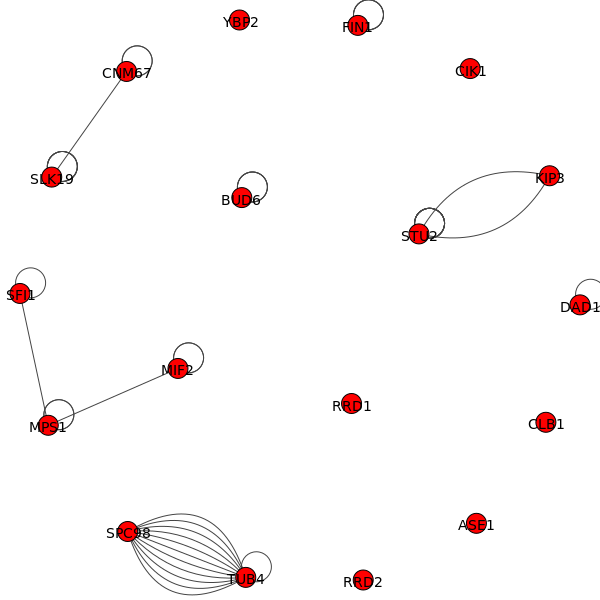 YBP2
FIN1
CNM67
CIK1
SLK19
BUD6
KIP3
STU2
SFI1
DAD1
MIF2
RRD1
MPS1
CLB1
ASE1
SPC98
TUB4
RRD2